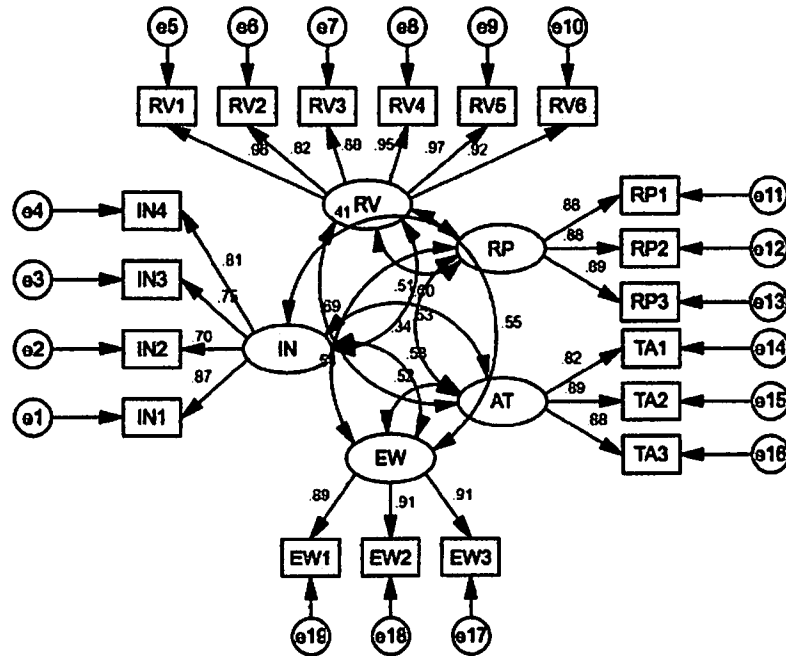 e5 e6 e7 e8 e9 e10
RV1 RV2 RV3 RV4 RV5 RV6
.82 .88 .95 .97 .92
RV
.41
e4 IN4
.81
e3 IN3
.75
e2 IN2
.70
e1 IN1
.87
IN
RP
.88 RP1 e11
.88 RP2 e12
.89 RP3 e13
.51 .60
.69
.34 .53
.55
.58
.52
AT
.82 TA1 e14
.89 TA2 e15
.88 TA3 e16
EW
.89 .91 .91
EW1 EW2 EW3
e19 e18 e17